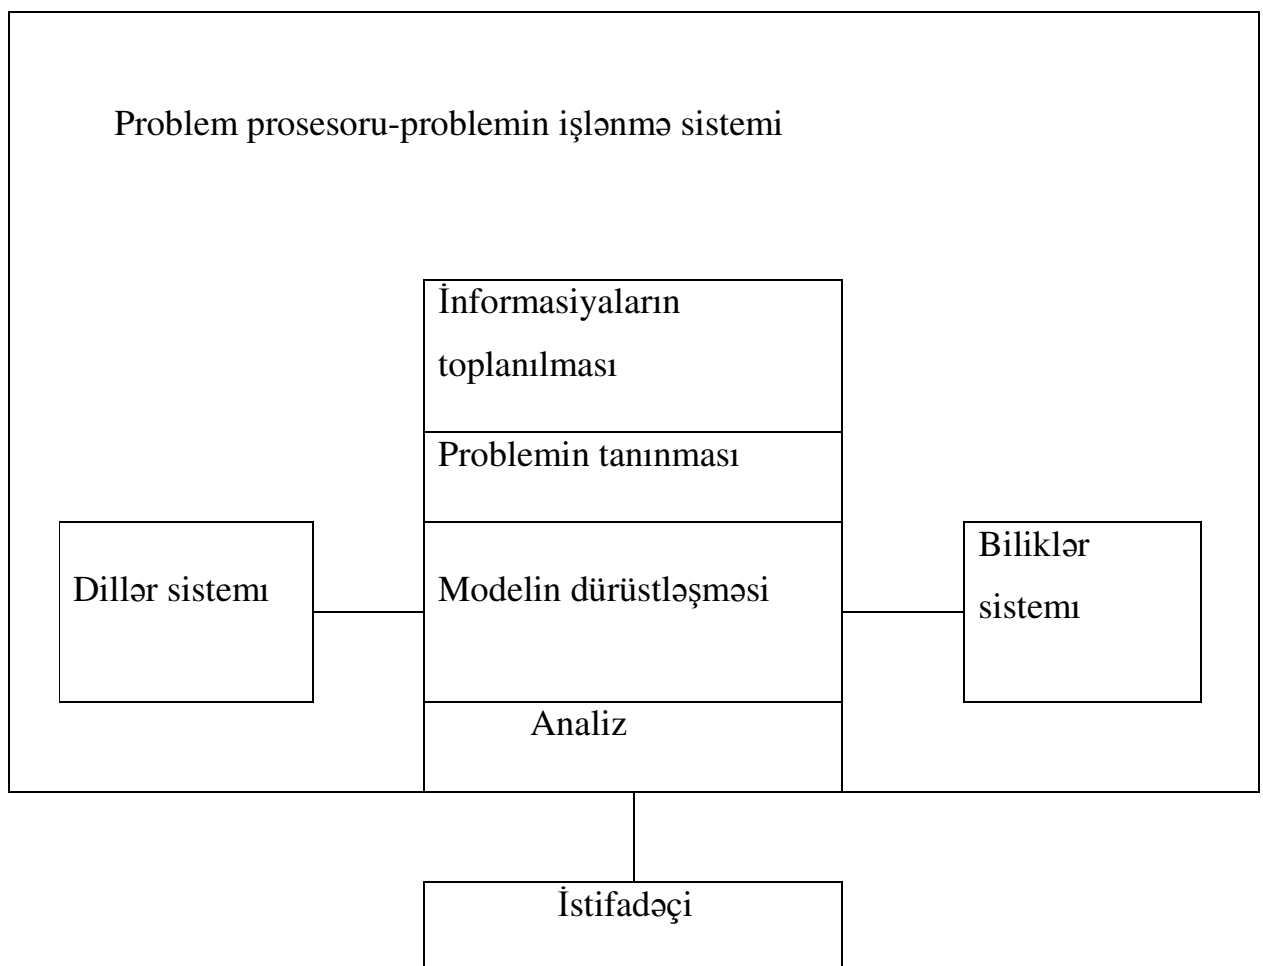 Problem prosesoru-problemin işlənmə sistemi
İnformasiyaların
toplanılması
Problemin tanınması
Dillər sistemı
Modelin dürüstləşməsi
Biliklər
sistemı
Analiz
İstifadəçi